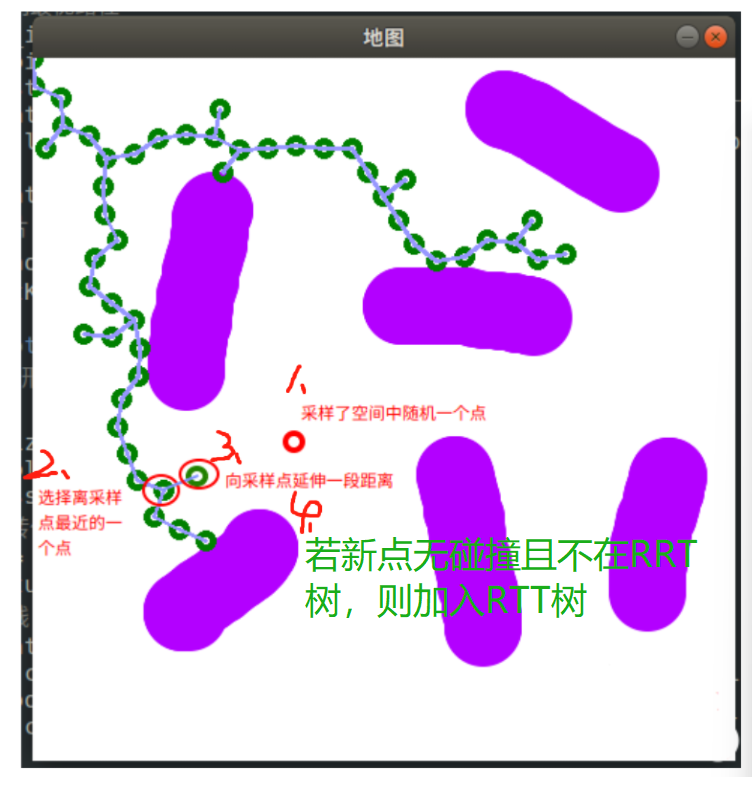 地图
1、
采样了空间中随机一个点
2、
选择离采样
点最近的一
个点
3、
向采样点延伸一段距离
4、
若新点无碰撞且不在RRT
树，则加入RTT树